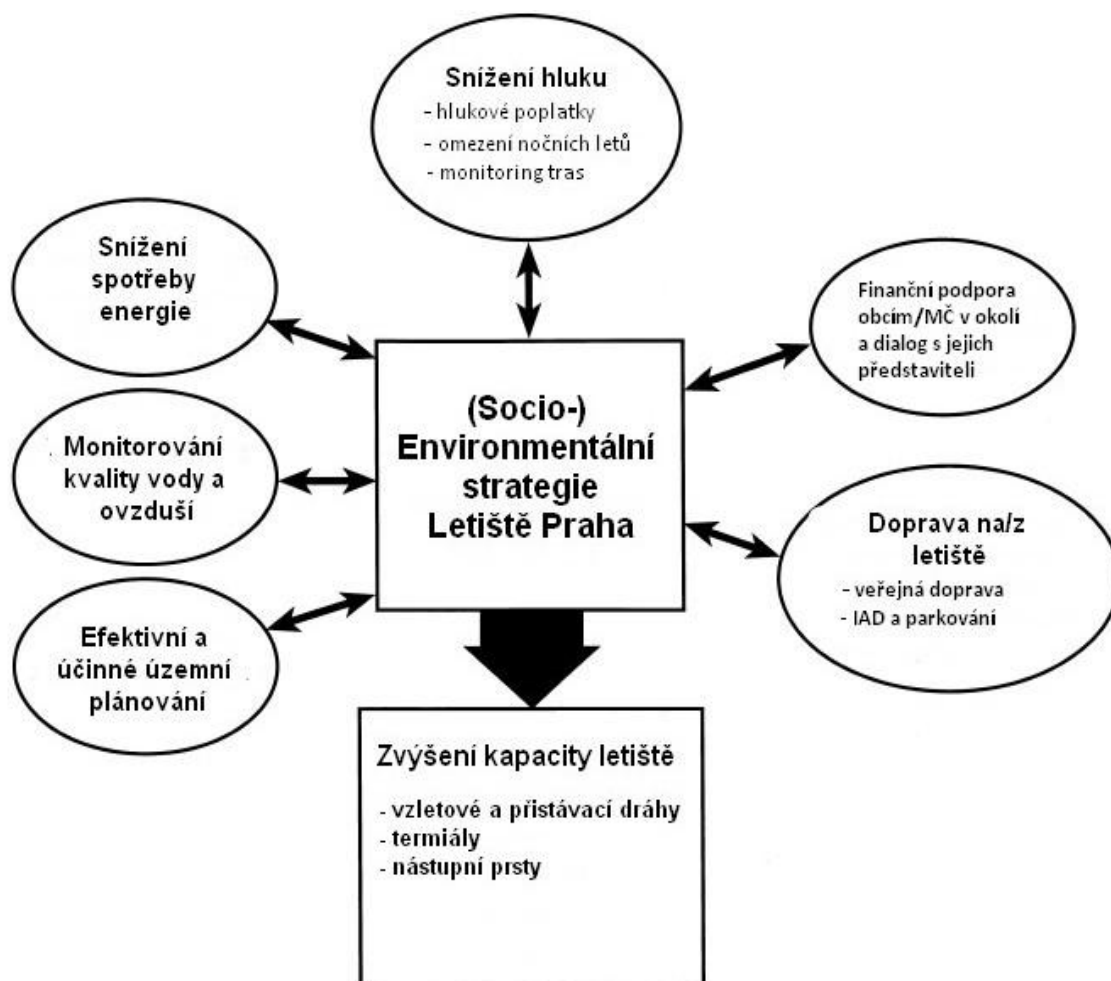 Snížení hluku
- hlukové poplatky
- omezení nočních letů
- monitoring tras
Snížení
spotřeby
energie
Finanční podpora
obcím/MČ v okolí
a dialog s jejich
představiteli
(Socio-)
Environmentální
strategie
Letiště Praha
Monitorování
kvality vody a
ovzduší
Doprava na/z
letiště
- veřejná doprava
- IAD a parkování
Efektivní a
účinné územní
plánování
Zvýšení kapacity letiště
- vzletové a přistávací dráhy
- termiály
- nástupní prsty